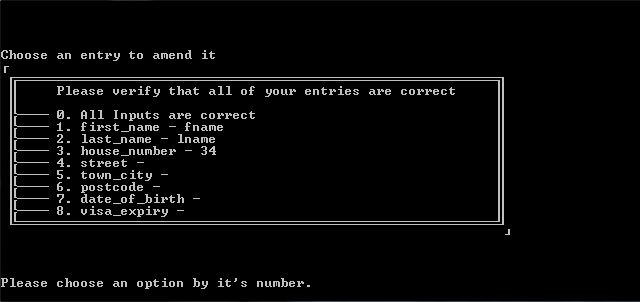 Choose an entry to amend it
Please verify that all of your entries are correct
0. All Inputs are correct
1. first_name - fname
2. last_name - lname
3. house_number - 34
4. street -
5. town_city -
6. postcode -
7. date_of_birth -
8. visa_expiry -
Please choose an option by it's number.